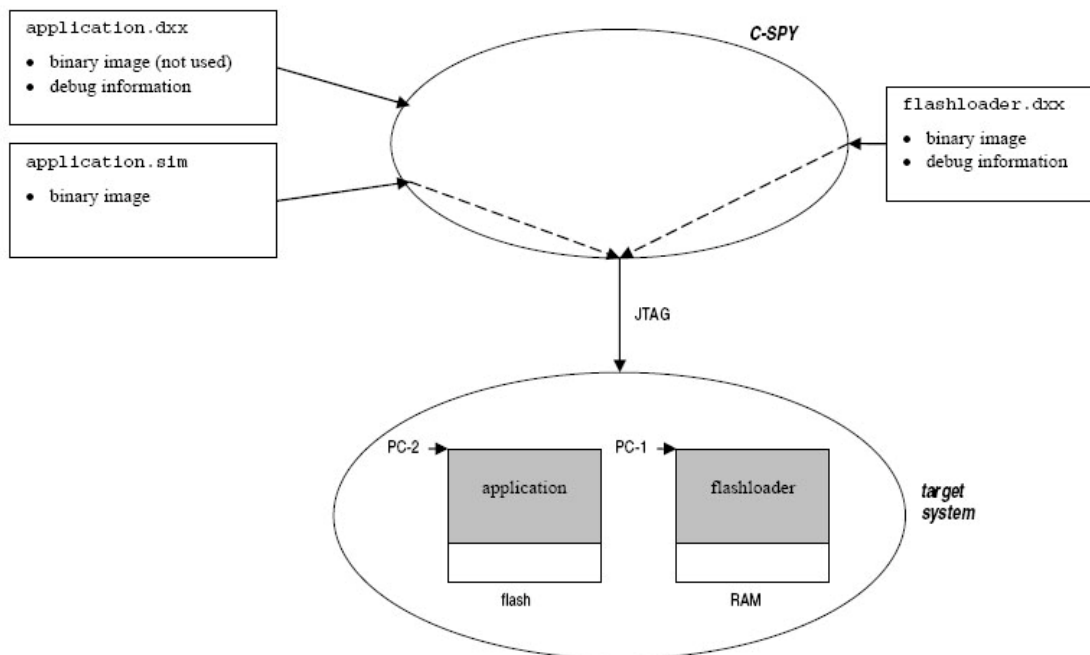 application.dxx
• binary image (not used)
• debug information
application.sim
• binary image
C-SPY
flashloader.dxx
• binary image
• debug information
JTAG
PC-2
application
flash
PC-1
flashloader
RAM
target
system